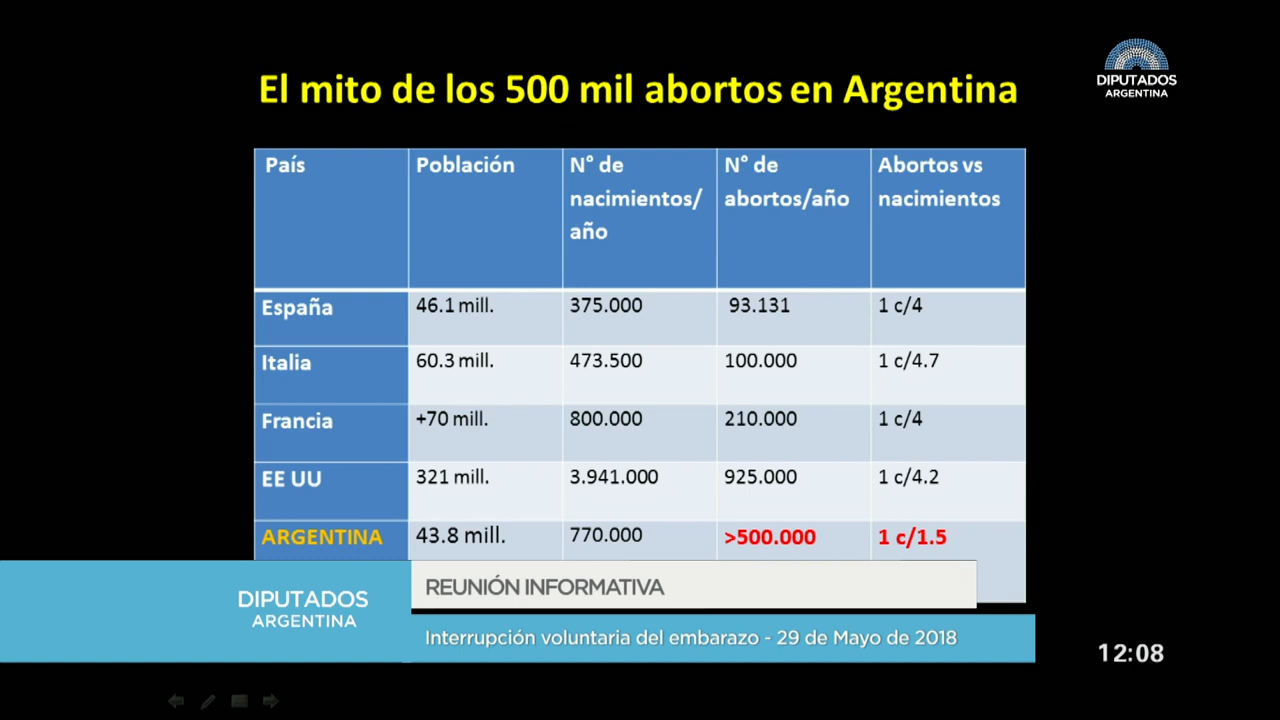 El mito de los 500 mil abortos en Argentina
DIPUTADOS
ARGENTINA
País Población N° de nacimientos/ año N° de abortos/año Abortos vs nacimientos
España 46.1 mill. 375.000 93.131 1 c/4
Italia 60.3 mill. 473.500 100.000 1 c/4.7
Francia +70 mill. 800.000 210.000 1 c/4
EE UU 321 mill. 3.941.000 925.000 1 c/4.2
ARGENTINA 43.8 mill. 770.000 >500.000 1 c/1.5
DIPUTADOS
ARGENTINA
REUNIÓN INFORMATIVA
Interrupción voluntaria del embarazo - 29 de Mayo de 2018
12:08